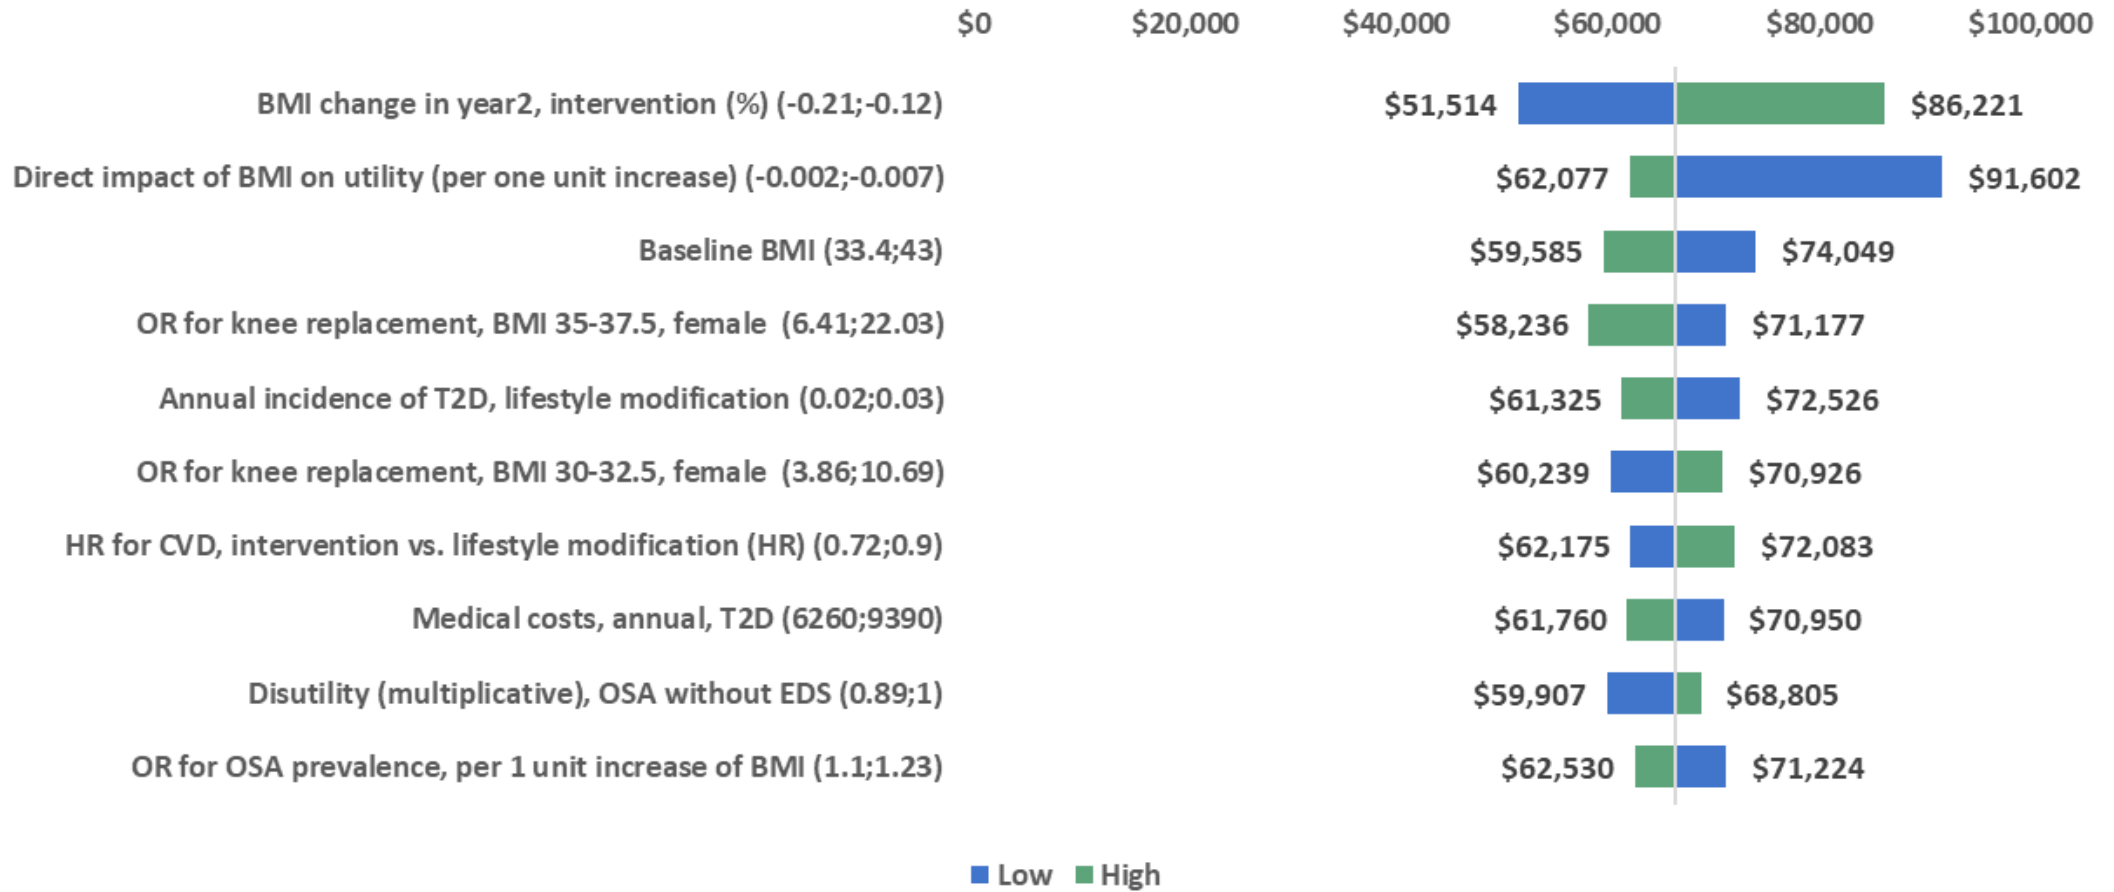 $0 $20,000 $40,000 $60,000 $80,000 $100,000
BMI change in year2, intervention (%) (-0.21;-0.12) $51,514 $86,221
Direct impact of BMI on utility (per one unit increase) (-0.002;-0.007) $62,077 $91,602
Baseline BMI (33.4;43) $59,585 $74,049
OR for knee replacement, BMI 35-37.5, female (6.41;22.03) $58,236 $71,177
Annual incidence of T2D, lifestyle modification (0.02;0.03) $61,325 $72,526
OR for knee replacement, BMI 30-32.5, female (3.86;10.69) $60,239 $70,926
HR for CVD, intervention vs. lifestyle modification (HR) (0.72;0.9) $62,175 $72,083
Medical costs, annual, T2D (6260;9390) $61,760 $70,950
Disutility (multiplicative), OSA without EDS (0.89;1) $59,907 $68,805
OR for OSA prevalence, per 1 unit increase of BMI (1.1;1.23) $62,530 $71,224
Low High